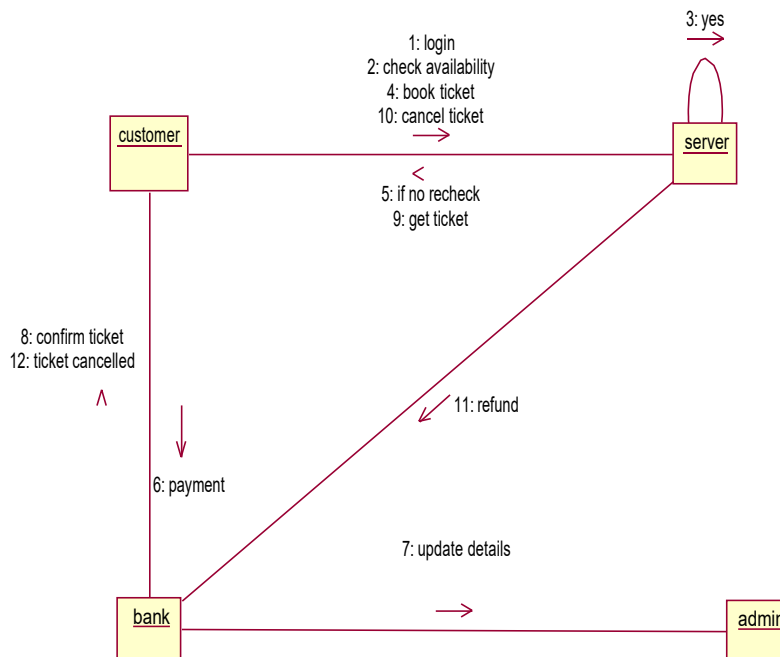 3: yes
1: login
2: check availability
4: book ticket
10: cancel ticket
customer
server
5: if no recheck
9: get ticket
8: confirm ticket
12: ticket cancelled
11: refund
6: payment
7: update details
bank
admin